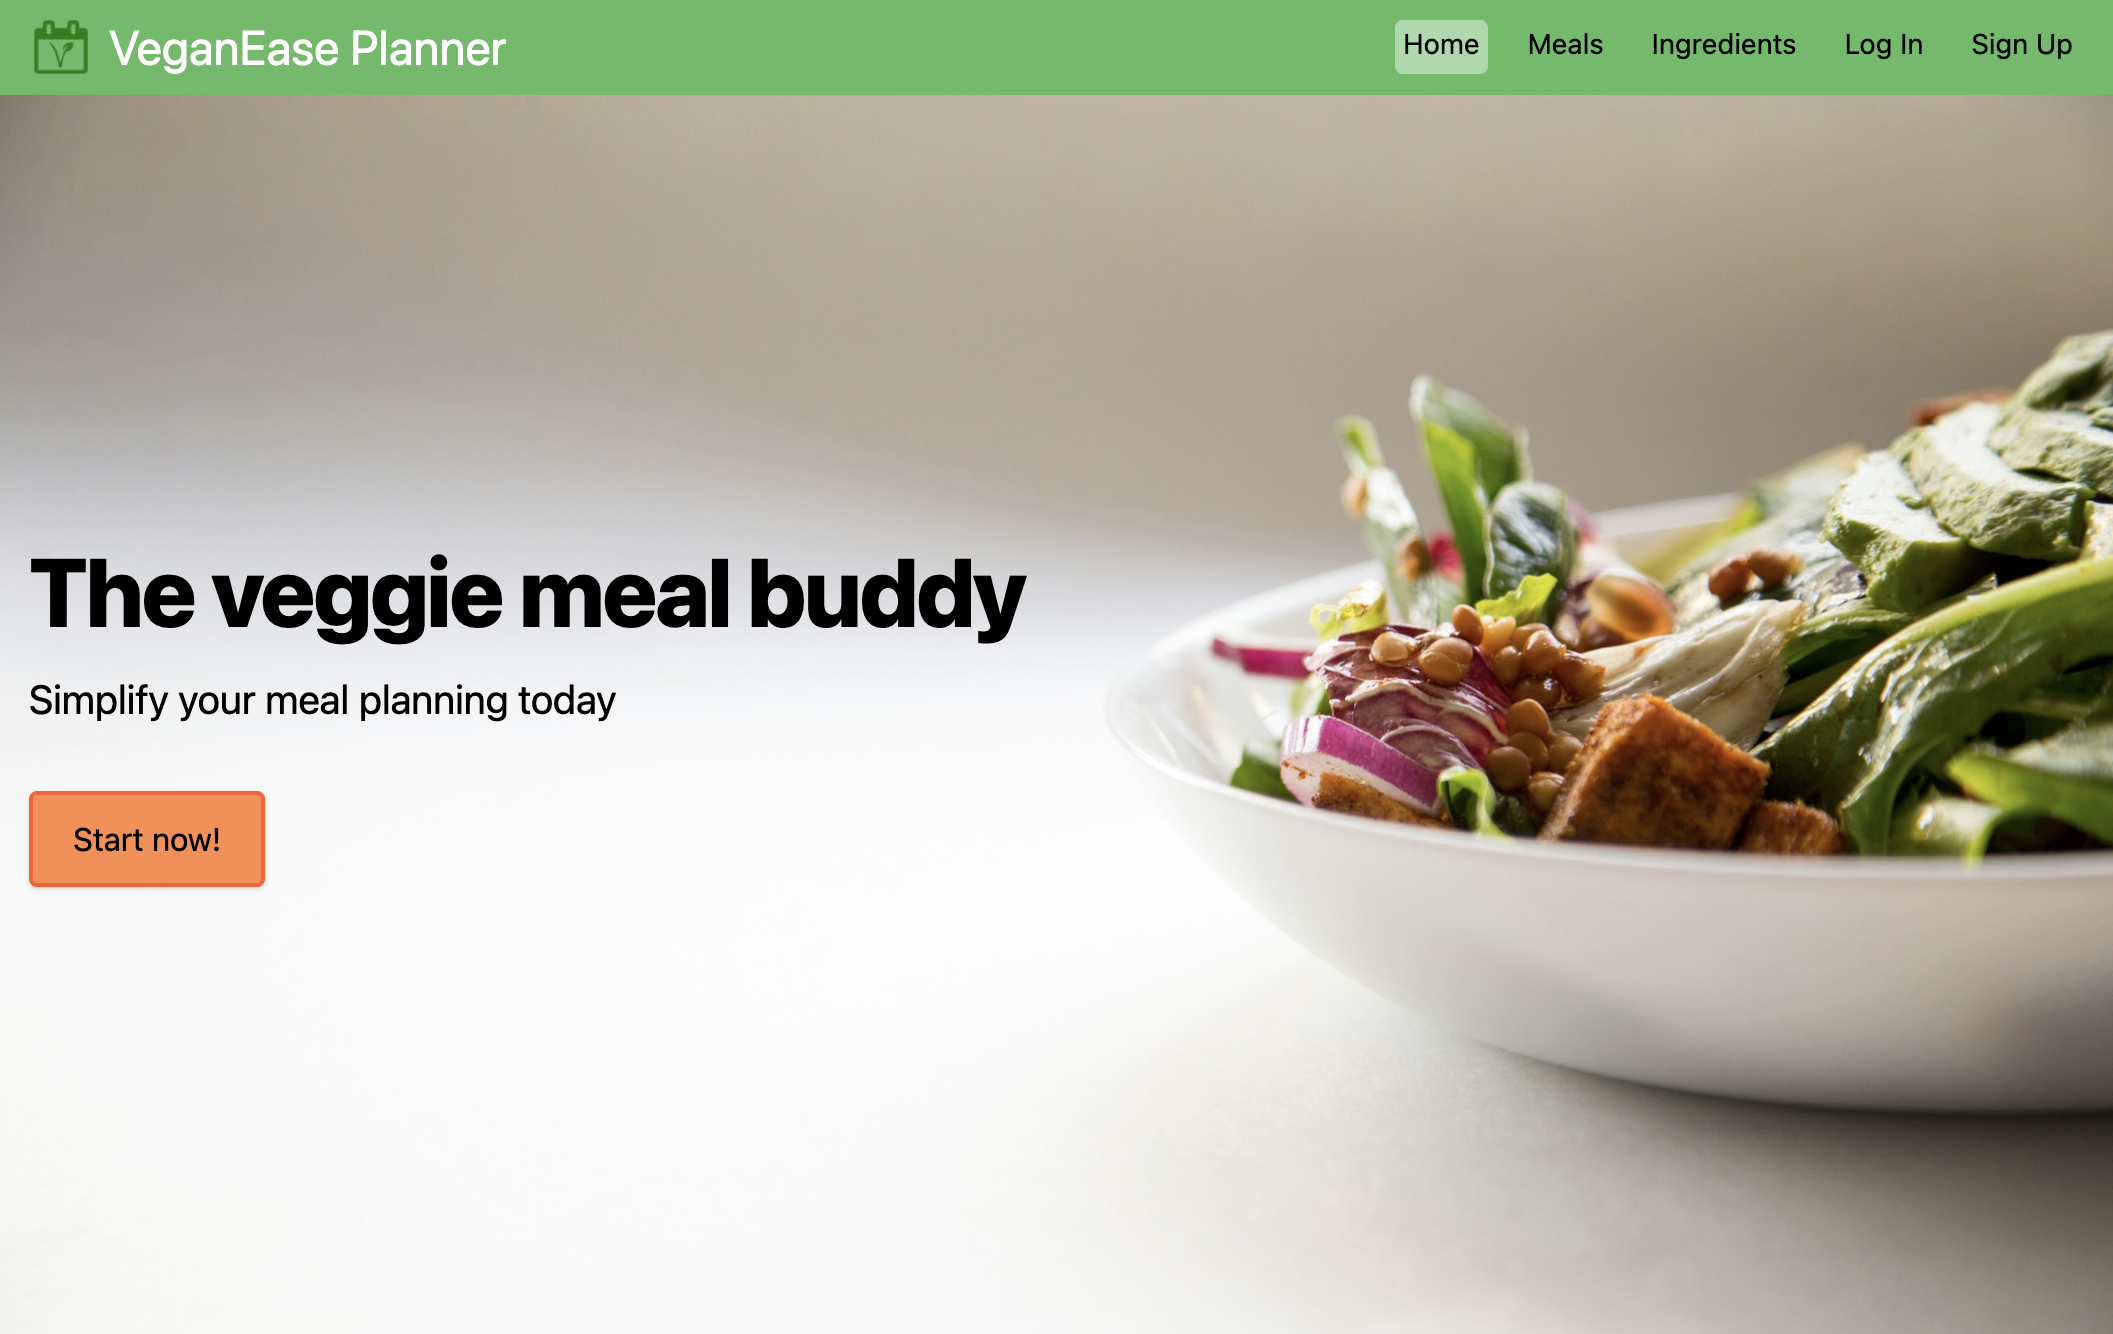 VeganEase Planner
Home Meals Ingredients Log In Sign Up
The veggie meal buddy
Simplify your meal planning today
Start now!